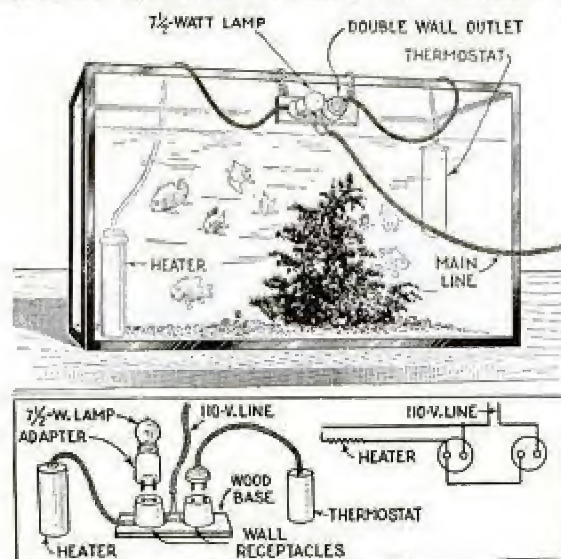 7½-WATT LAMP
DOUBLE WALL OUTLET
THERMOSTAT
HEATER
MAIN
LINE
7½-W. LAMP
ADAPTER
110-V. LINE
WOOD
BASE
THERMOSTAT
HEATER
WALL
RECEPTACLES
110-V. LINE
HEATER